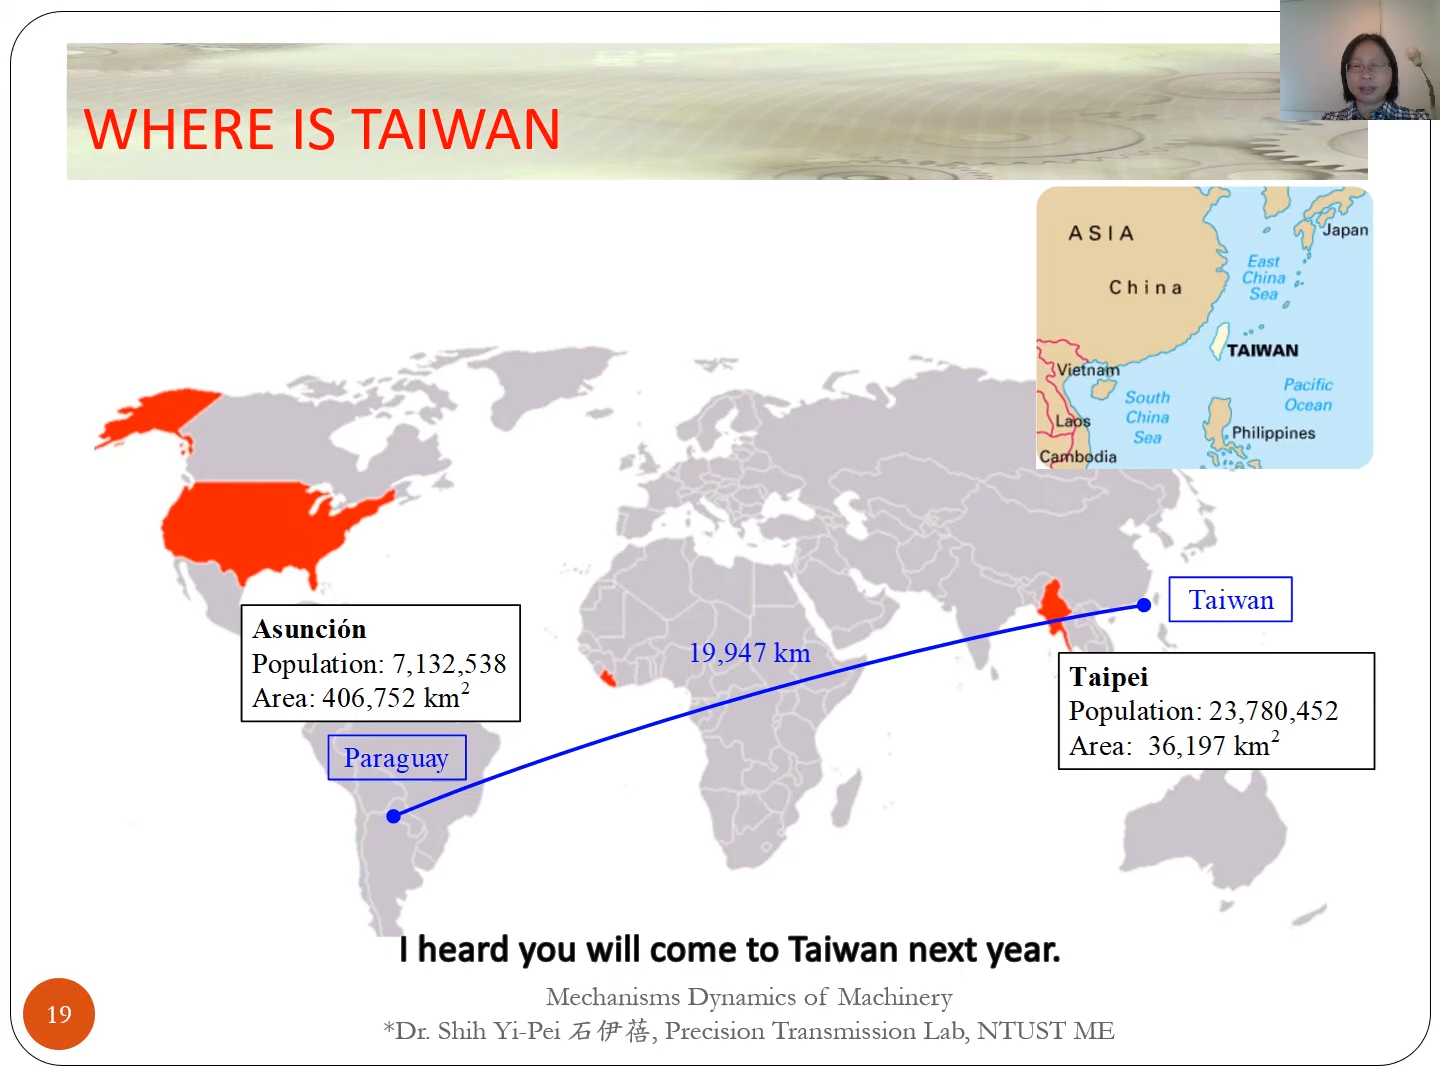 WHERE IS TAIWAN
ASIA
China
Japan
East
China
Sea
TAIWAN
Vietnam
Pacific
Ocean
South
China
Sea
Laos
Philippines
Cambodia
Taiwan
Asunción
Population: 7,132,538
Area: 406,752 km²
19,947 km
Taipei
Population: 23,780,452
Area: 36,197 km²
Paraguay
I heard you will come to Taiwan next year.
Mechanisms Dynamics of Machinery
*Dr. Shih Yi-Pei 石伊蓓, Precision Transmission Lab, NTUST ME
19